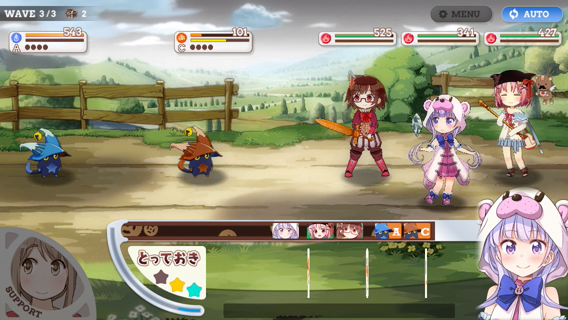 WAVE 3/3 2
MENU
AUTO
543
A
101
C
525
341
427
A
C
とっておき
SUPPORT